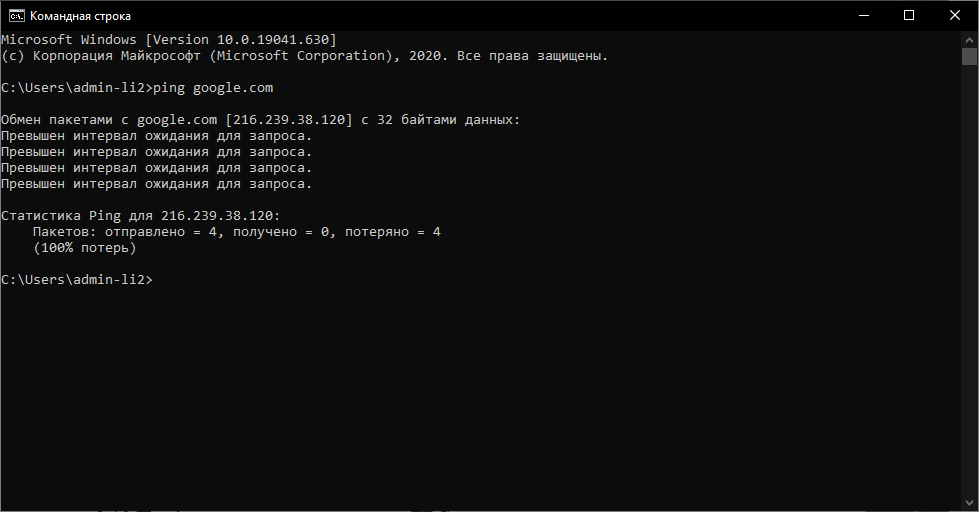 Командная строка
Microsoft Windows [Version 10.0.19041.630]
(c) Корпорация Майкрософт (Microsoft Corporation), 2020. Все права защищены.
C:\Users\admin-li2>ping google.com
Обмен пакетами с google.com [216.239.38.120] с 32 байтами данных:
Превышен интервал ожидания для запроса.
Превышен интервал ожидания для запроса.
Превышен интервал ожидания для запроса.
Превышен интервал ожидания для запроса.
Статистика Ping для 216.239.38.120:
    Пакетов: отправлено = 4, получено = 0, потеряно = 4
    (100% потерь)
C:\Users\admin-li2>